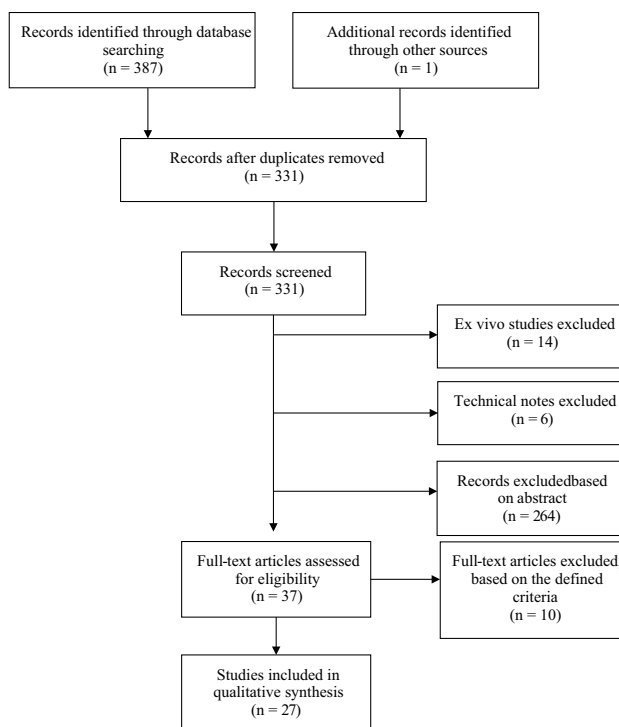 Records identified through database
searching
(n = 387)
Additional records identified
through other sources
(n = 1)
Records after duplicates removed
(n = 331)
Records screened
(n = 331)
Ex vivo studies excluded
(n = 14)
Technical notes excluded
(n = 6)
Records excludedbased
on abstract
(n = 264)
Full-text articles assessed
for eligibility
(n = 37)
Full-text articles excluded
based on the defined
criteria
(n = 10)
Studies included in
qualitative synthesis
(n = 27)